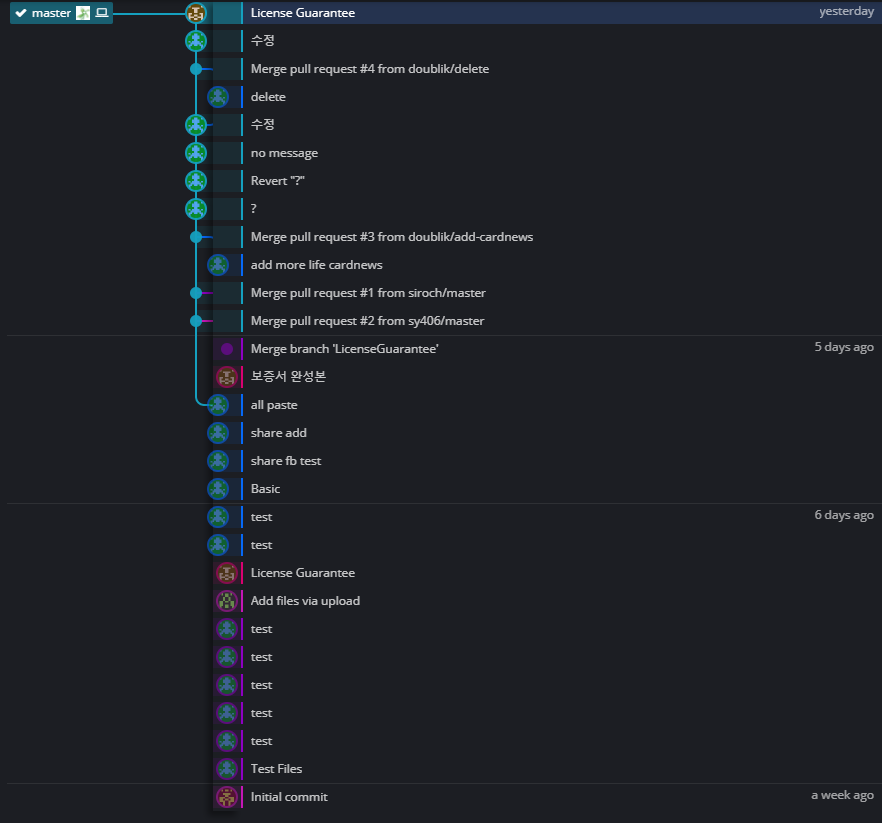 master
License Guarantee
yesterday
수정
Merge pull request #4 from doublik/delete
delete
수정
no message
Revert "?"
?
Merge pull request #3 from doublik/add-cardnews
add more life cardnews
Merge pull request #1 from siroch/master
Merge pull request #2 from sy406/master
Merge branch 'LicenseGuarantee'
5 days ago
보증서 완성본
all paste
share add
share fb test
Basic
test
6 days ago
test
License Guarantee
Add files via upload
test
test
test
test
test
Test Files
Initial commit
a week ago